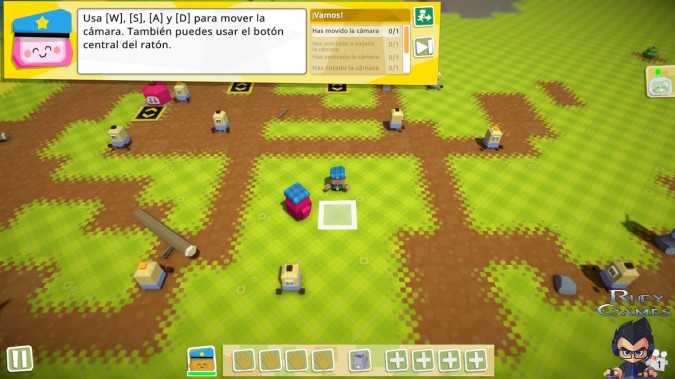 Usa [W], [S], [A] y [D] para mover la
cámara. También puedes usar el botón
central del ratón.
¡Vamos!
Has movido la cámara 0/1
Has acercado o alejado
la cámara 0/1
Has centrado la cámara 0/1
Has rotado la cámara 0/1
RUEY
GAMES
1